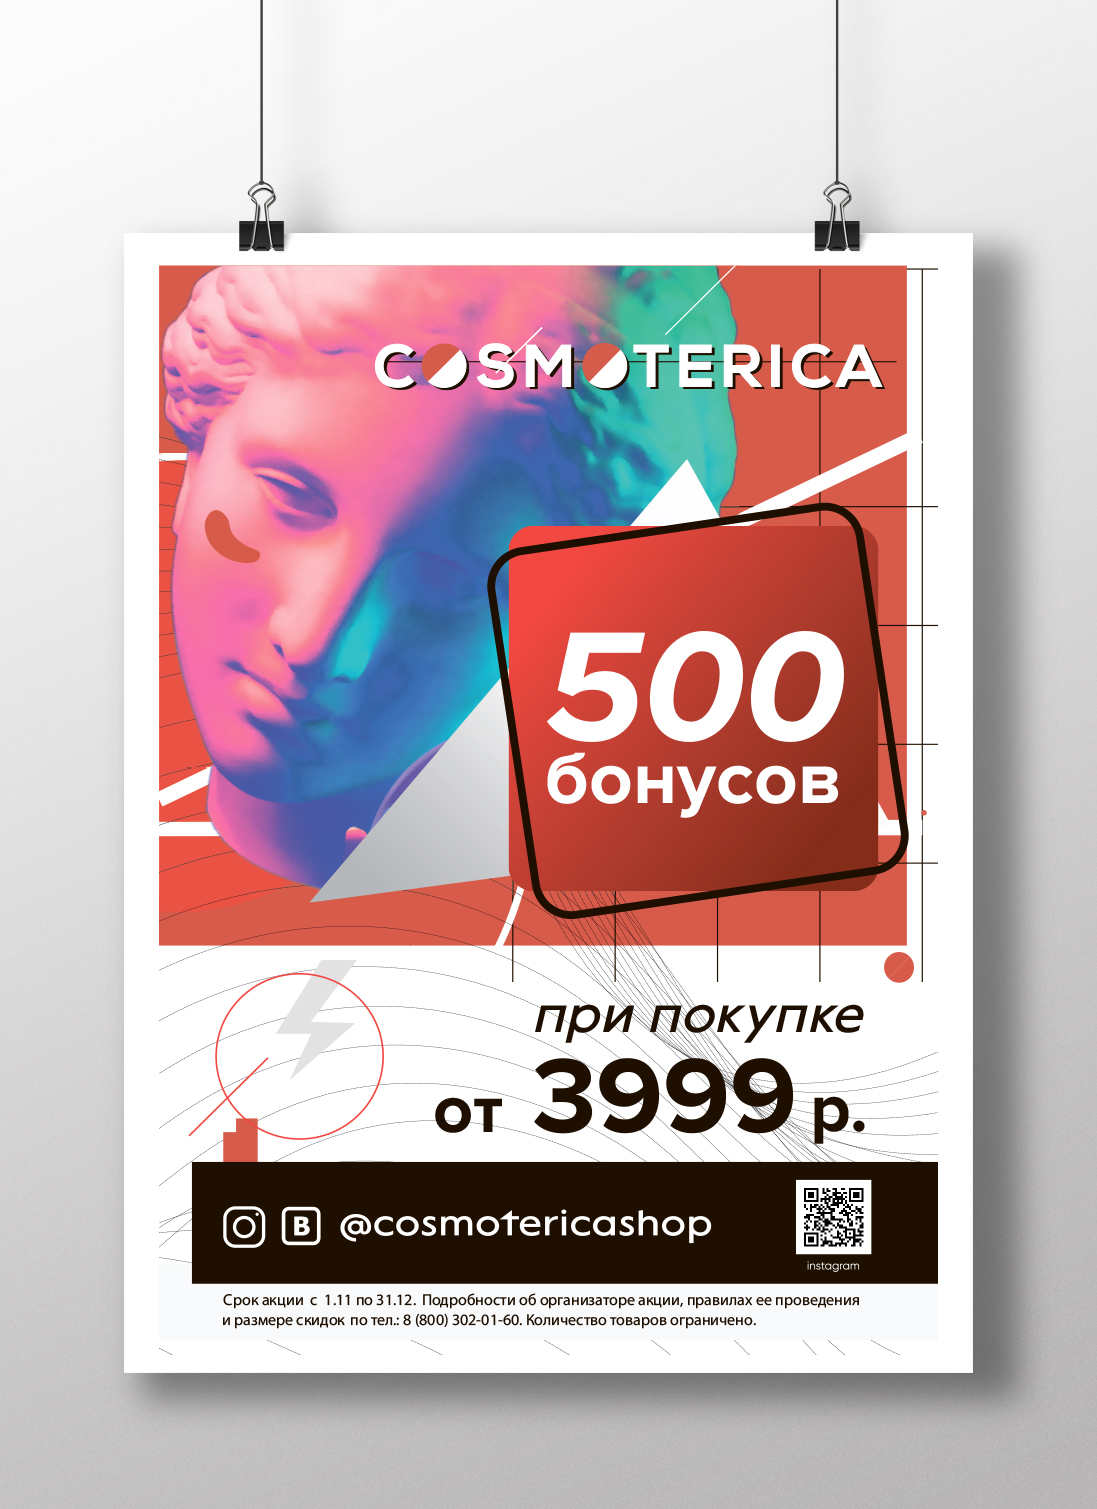 COSMOTERICA
500
бонусов
при покупке
от 3999 р.
@cosmotericashop
instagram
Срок акции с 1.11 по 31.12. Подробности об организаторе акции, правилах ее проведения
и размере скидок по тел.: 8 (800) 302-01-60. Количество товаров ограничено.